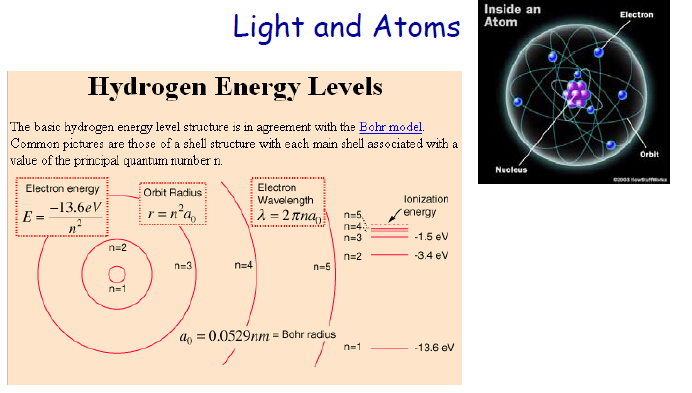 Light and Atoms
Inside an
Atom
Electron
Orbit
Nucleus
©2003 HowStuffWorks
Hydrogen Energy Levels
The basic hydrogen energy level structure is in agreement with the Bohr model.
Common pictures are those of a shell structure with each main shell associated with a
value of the principal quantum number n.
Electron energy
E = −13.6eV / n²
Orbit Radius
r = n²a₀
Electron
Wavelength
λ = 2πna₀
n=1
n=2
n=3
n=4
n=5
a₀ = 0.0529nm = Bohr radius
Ionization
energy
n=5
n=4
n=3 -1.5 eV
n=2 -3.4 eV
n=1 -13.6 eV